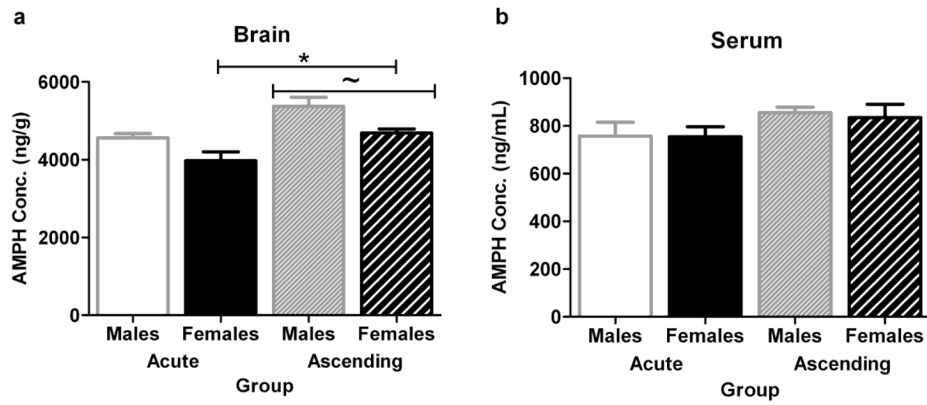 a
Brain
*
~
AMPH Conc. (ng/g)
6000
4000
2000
0
Males Females Males Females
Acute Ascending
Group
b
Serum
AMPH Conc. (ng/mL)
1000
800
600
400
200
0
Males Females Males Females
Acute Ascending
Group